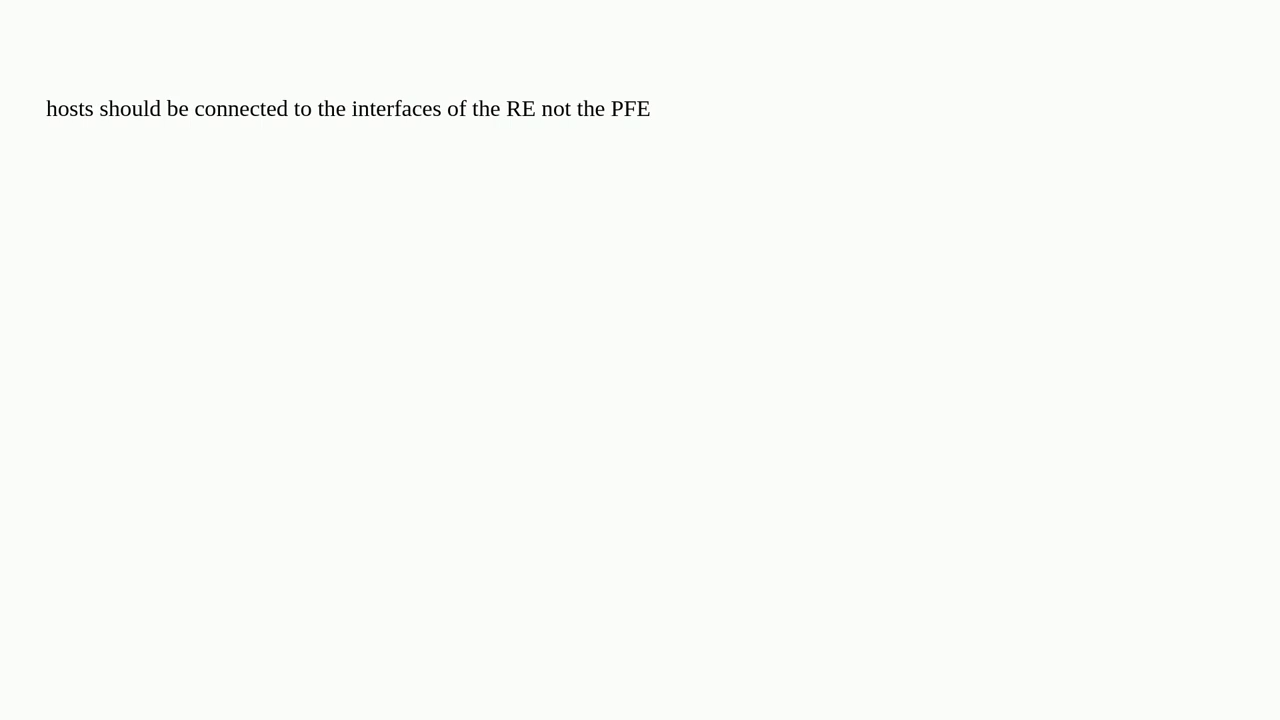 hosts should be connected to the interfaces of the RE not the PFE